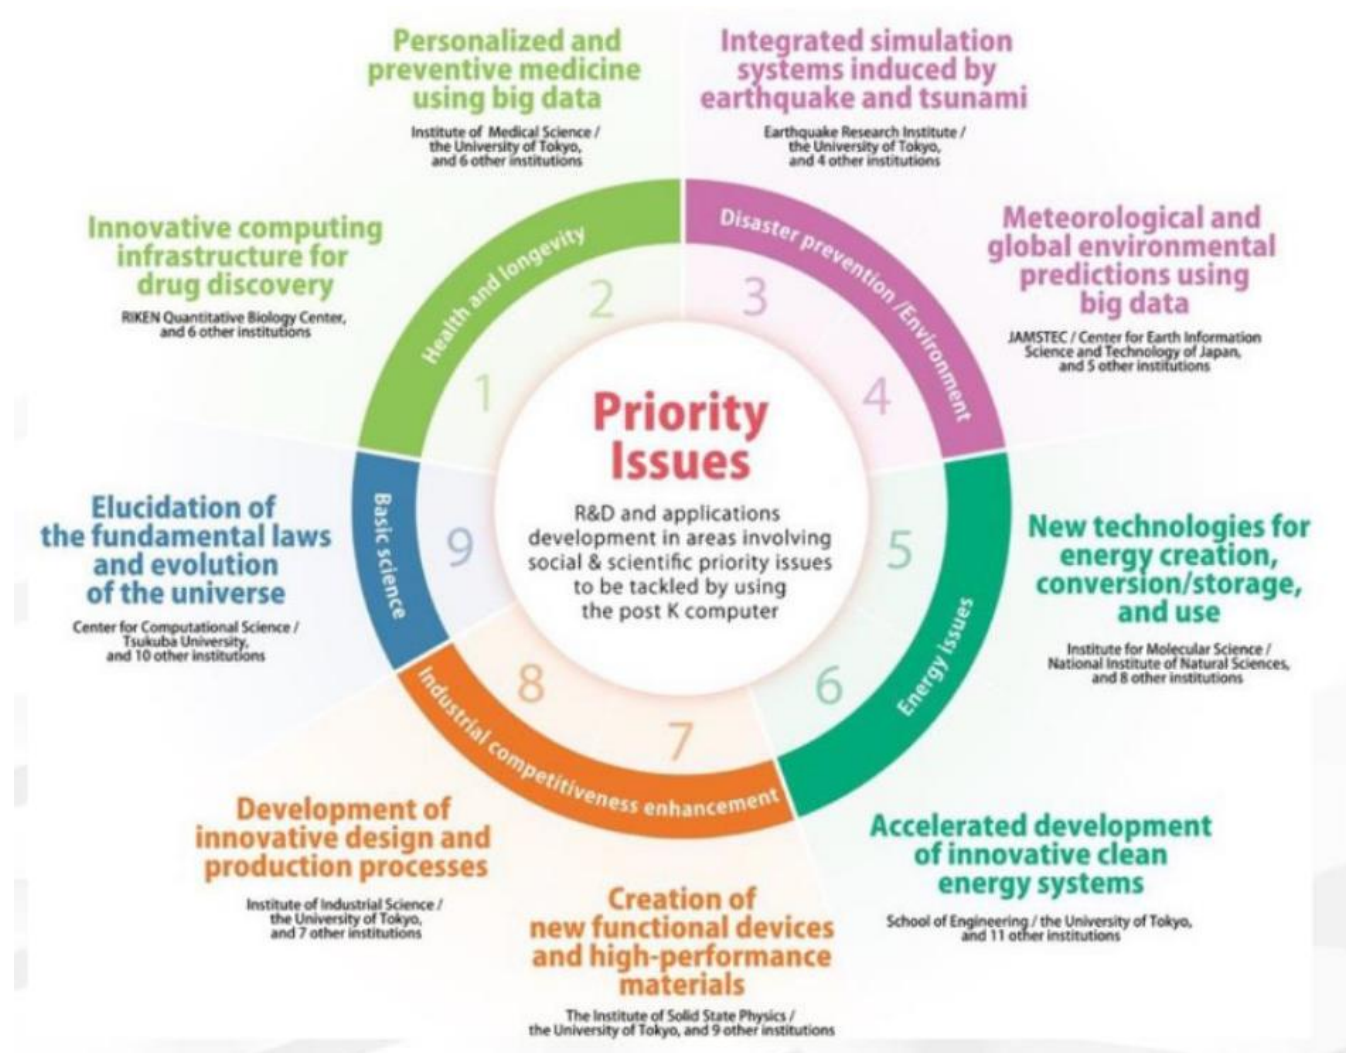 Personalized and
preventive medicine
using big data
Institute of Medical Science /
the University of Tokyo,
and 6 other institutions
Integrated simulation
systems induced by
earthquake and tsunami
Earthquake Research Institute /
the University of Tokyo,
and 4 other institutions
Innovative computing
infrastructure for
drug discovery
RIKEN Quantitative Biology Center,
and 6 other institutions
Meteorological and
global environmental
predictions using
big data
JAMSTEC / Center for Earth Information
Science and Technology of Japan,
and 5 other institutions
Health and longevity
Disaster prevention /Environment
2
3
1
4
Priority
Issues
R&D and applications
development in areas involving
social & scientific priority issues
to be tackled by using
the post K computer
Elucidation of
the fundamental laws
and evolution
of the universe
Center for Computational Science /
Tsukuba University,
and 10 other institutions
Basic science
9
5
Energy issues
New technologies for
energy creation,
conversion/storage,
and use
Institute for Molecular Science /
National Institute of Natural Sciences,
and 8 other institutions
8
7
6
Industrial competitiveness enhancement
Development of
innovative design and
production processes
Institute of Industrial Science /
the University of Tokyo,
and 7 other institutions
Creation of
new functional devices
and high-performance
materials
The Institute of Solid State Physics /
the University of Tokyo, and 9 other institutions
Accelerated development
of innovative clean
energy systems
School of Engineering / the University of Tokyo,
and 11 other institutions